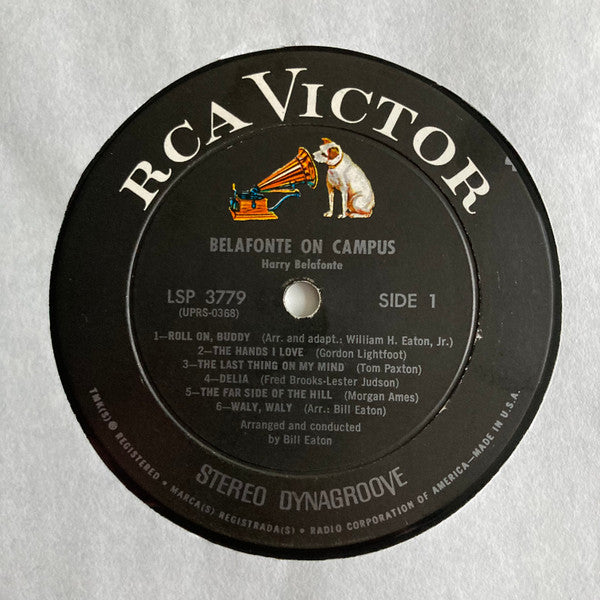 RCA VICTOR
BELAFONTE ON CAMPUS
Harry Belafonte
LSP 3779
(UPRS-0368)
SIDE 1
1—ROLL ON, BUDDY (Arr. and adapt.: William H. Eaton, Jr.)
2—THE HANDS I LOVE (Gordon Lightfoot)
3—THE LAST THING ON MY MIND (Tom Paxton)
4—DELIA (Fred Brooks-Lester Judson)
5—THE FAR SIDE OF THE HILL (Morgan Ames)
6—WALY, WALY (Arr.: Bill Eaton)
Arranged and conducted
by Bill Eaton
STEREO DYNAGROOVE
TMK(S) ® REGISTERED • MARCA(S) REGISTRADA(S) • RADIO CORPORATION OF AMERICA—MADE IN U.S.A.